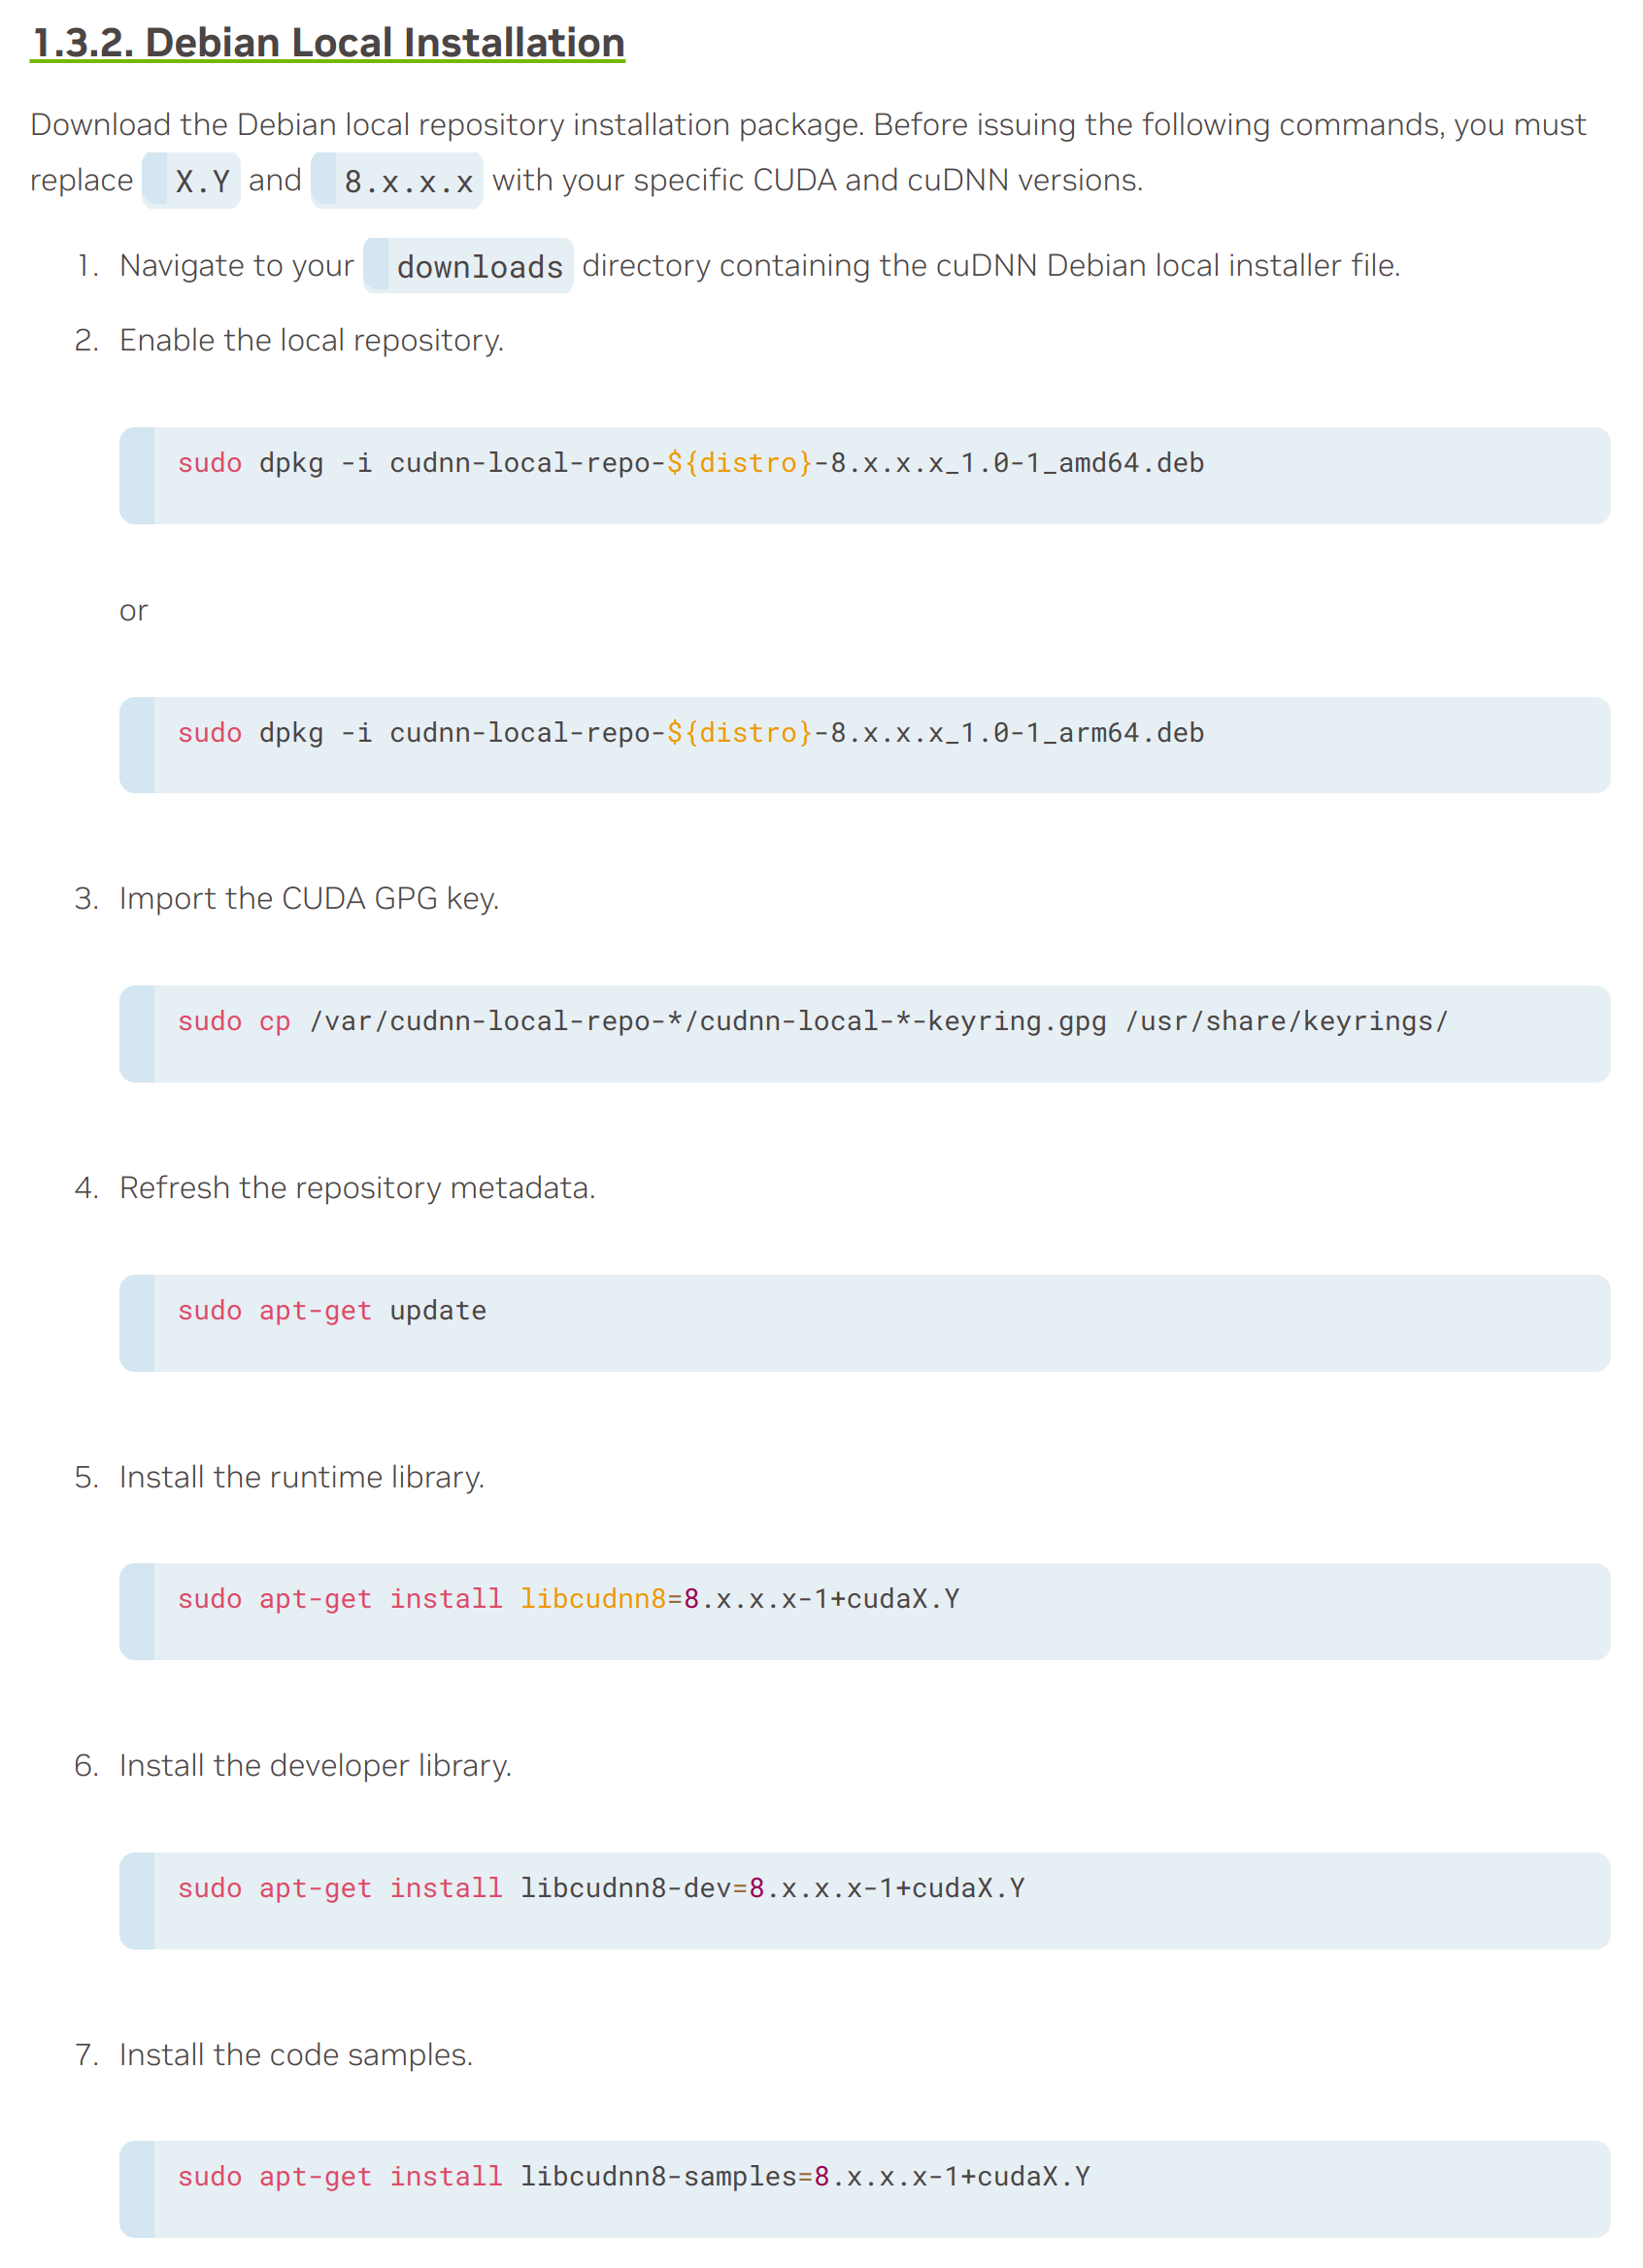 1.3.2. Debian Local Installation
Download the Debian local repository installation package. Before issuing the following commands, you must
replace X.Y and 8.x.x.x with your specific CUDA and cuDNN versions.
1. Navigate to your downloads directory containing the cuDNN Debian local installer file.
2. Enable the local repository.
sudo dpkg -i cudnn-local-repo-${distro}-8.x.x.x_1.0-1_amd64.deb
or
sudo dpkg -i cudnn-local-repo-${distro}-8.x.x.x_1.0-1_arm64.deb
3. Import the CUDA GPG key.
sudo cp /var/cudnn-local-repo-*/cudnn-local-*-keyring.gpg /usr/share/keyrings/
4. Refresh the repository metadata.
sudo apt-get update
5. Install the runtime library.
sudo apt-get install libcudnn8=8.x.x.x-1+cudaX.Y
6. Install the developer library.
sudo apt-get install libcudnn8-dev=8.x.x.x-1+cudaX.Y
7. Install the code samples.
sudo apt-get install libcudnn8-samples=8.x.x.x-1+cudaX.Y